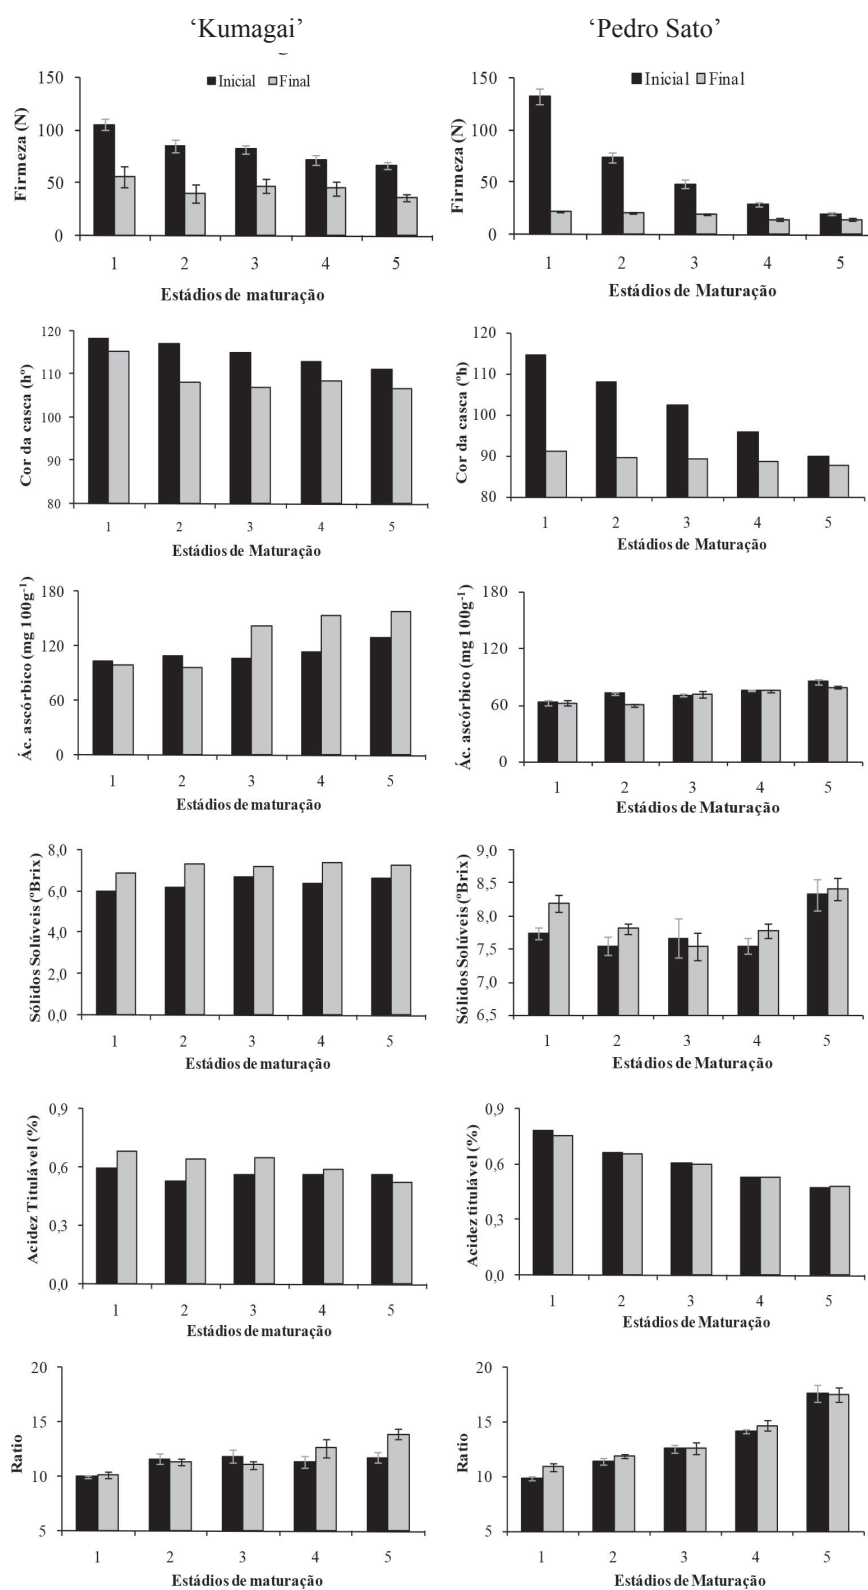 ‘Kumagai’
‘Pedro Sato’
150
100
50
0
Firmeza (N)
Inicial Final
1 2 3 4 5
Estádios de maturação
150
100
50
0
Firmeza (N)
Inicial Final
1 2 3 4 5
Estádios de Maturação
120
110
100
90
80
Cor da casca (hº)
1 2 3 4 5
Estádios de Maturação
120
110
100
90
80
Cor da casca (ºh)
1 2 3 4 5
Estádios de Maturação
180
120
60
0
Ác. ascórbico (mg 100g⁻¹)
1 2 3 4 5
Estádios de maturação
180
120
60
0
Ác. ascórbico (mg 100g⁻¹)
1 2 3 4 5
Estádios de Maturação
8,0
6,0
4,0
2,0
0,0
Sólidos Solúveis (ºBrix)
1 2 3 4 5
Estádios de maturação
9,0
8,5
8,0
7,5
7,0
6,5
Sólidos Solúveis (ºBrix)
1 2 3 4 5
Estádios de Maturação
0,9
0,6
0,3
0,0
Acidez Titulável (%)
1 2 3 4 5
Estádios de maturação
0,9
0,6
0,3
0,0
Acidez titulável (%)
1 2 3 4 5
Estádios de Maturação
20
15
10
5
Ratio
1 2 3 4 5
Estádios de maturação
20
15
10
5
Ratio
1 2 3 4 5
Estádios de Maturação